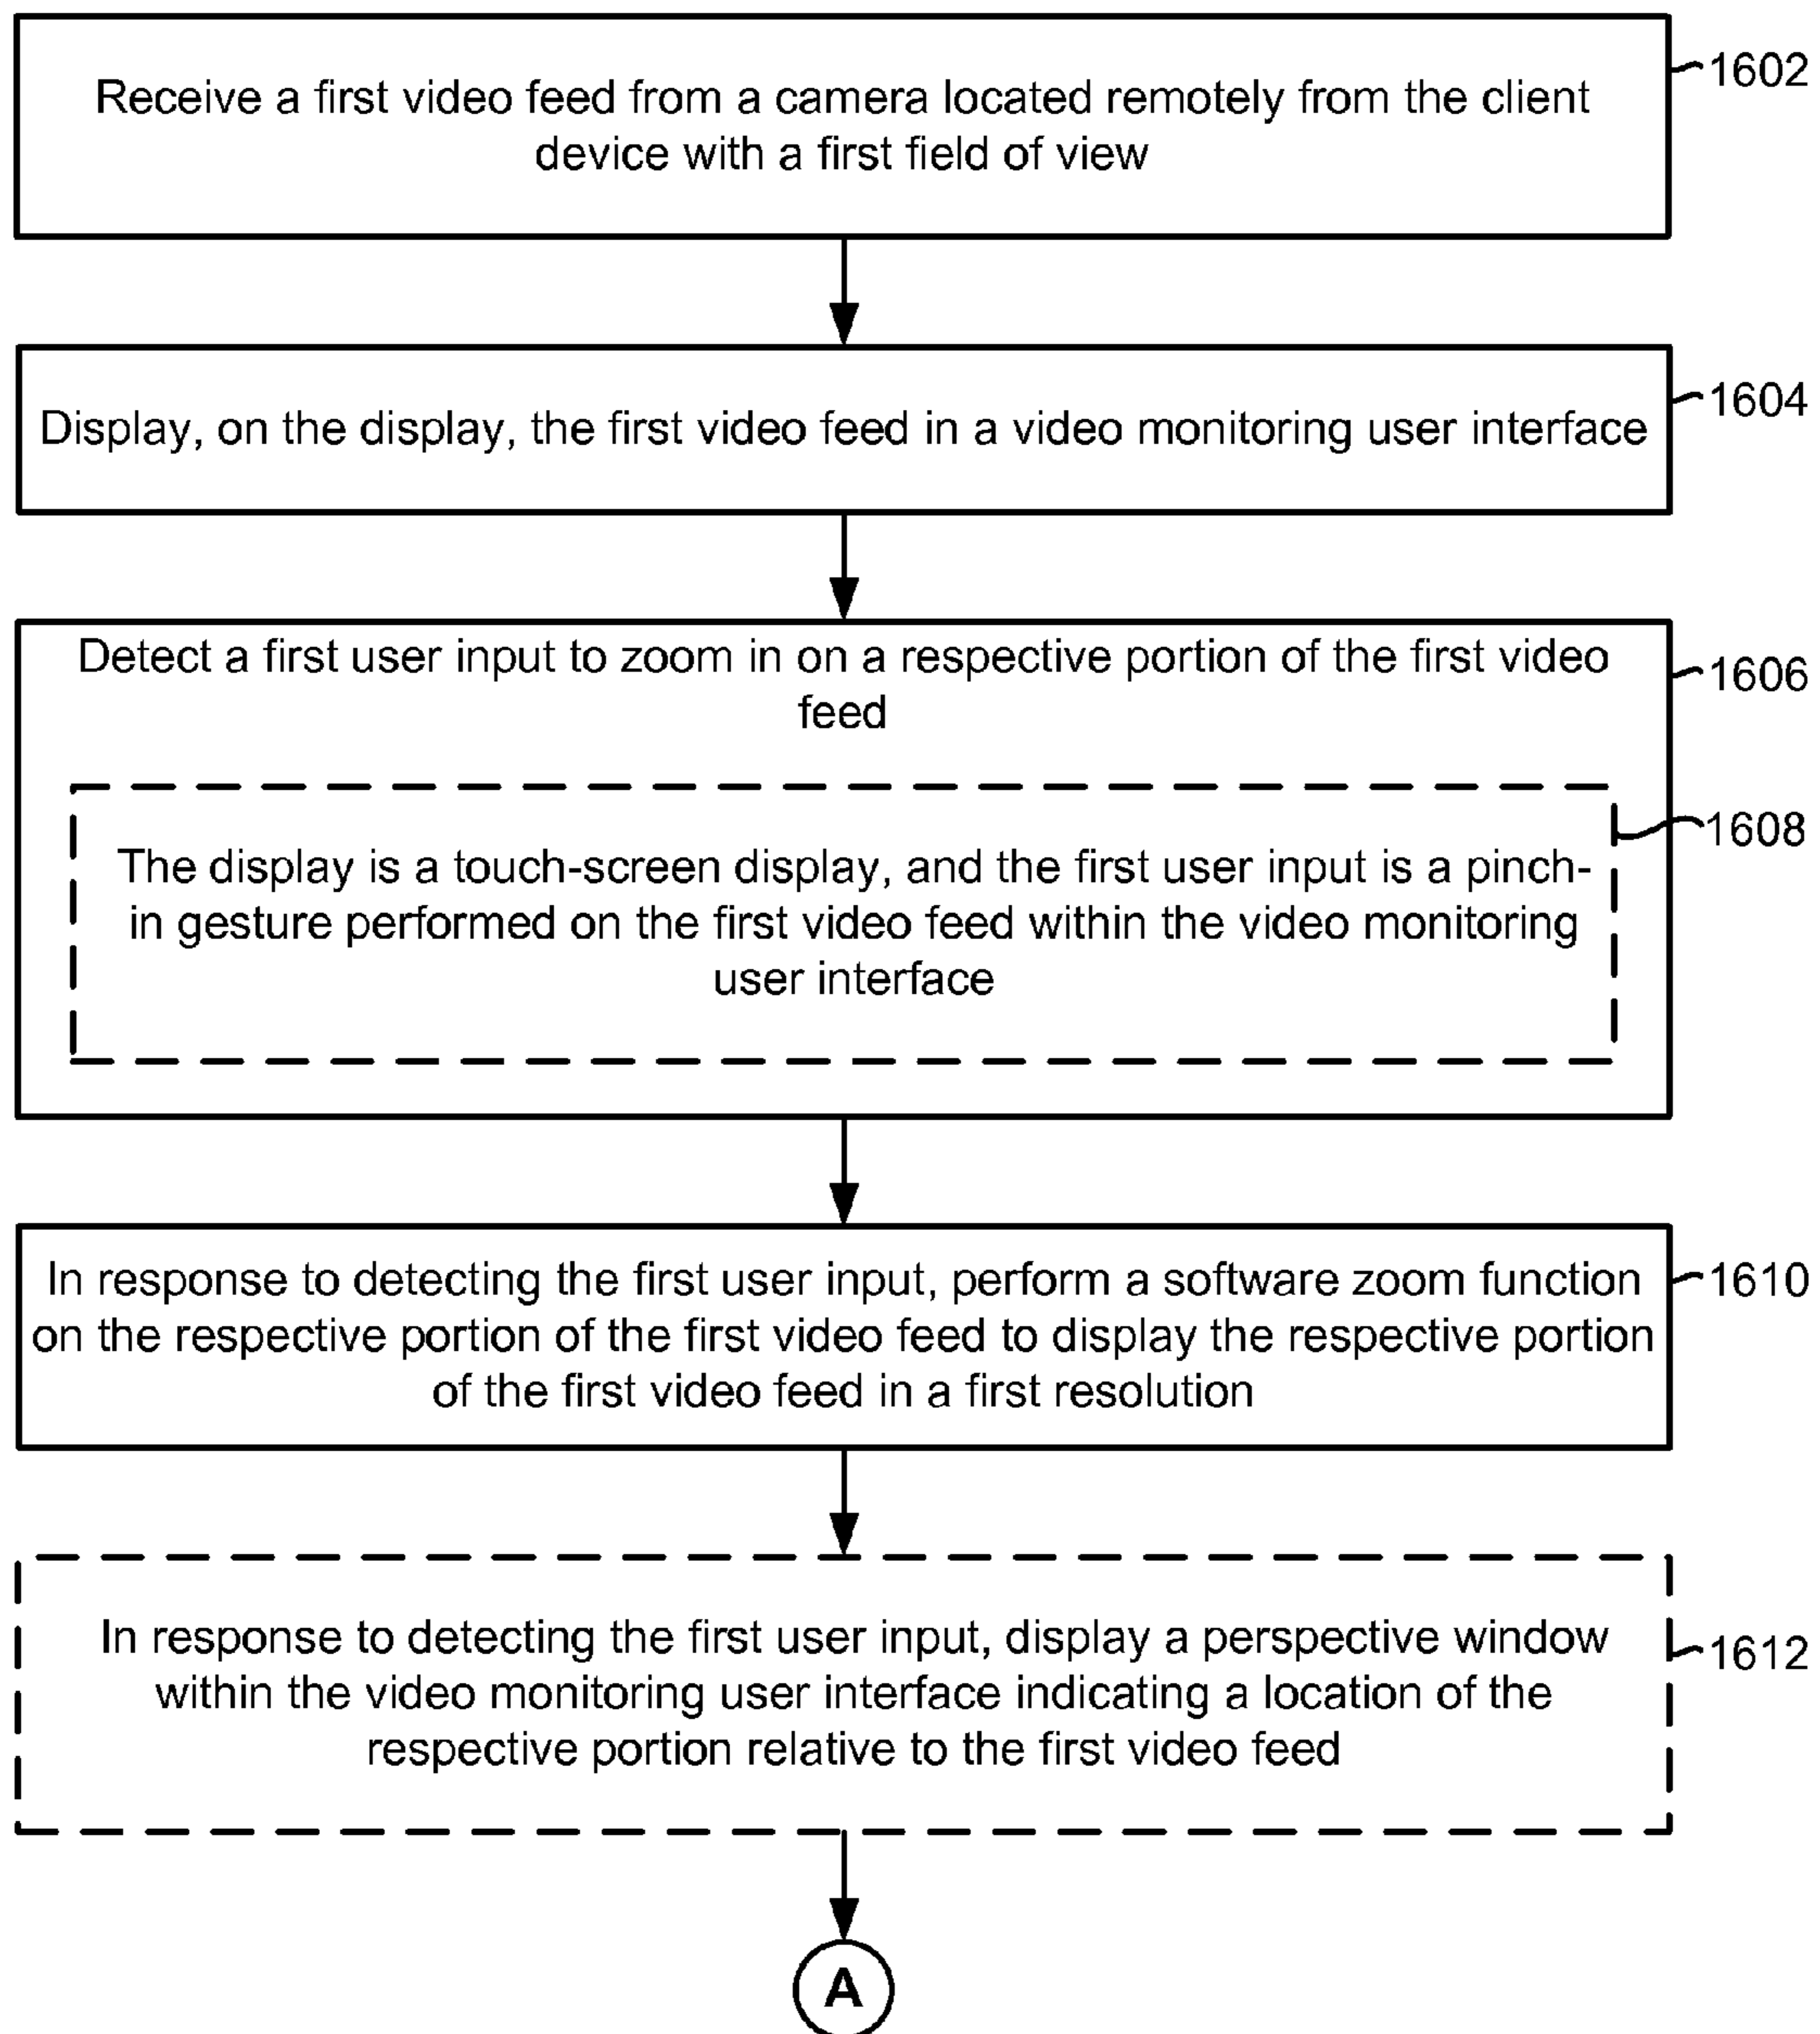 Receive a first video feed from a camera located remotely from the client
device with a first field of view
1602
Display, on the display, the first video feed in a video monitoring user interface
1604
Detect a first user input to zoom in on a respective portion of the first video
feed
1606
The display is a touch-screen display, and the first user input is a pinch-
in gesture performed on the first video feed within the video monitoring
user interface
1608
In response to detecting the first user input, perform a software zoom function
on the respective portion of the first video feed to display the respective portion
of the first video feed in a first resolution
1610
In response to detecting the first user input, display a perspective window
within the video monitoring user interface indicating a location of the
respective portion relative to the first video feed
1612
A